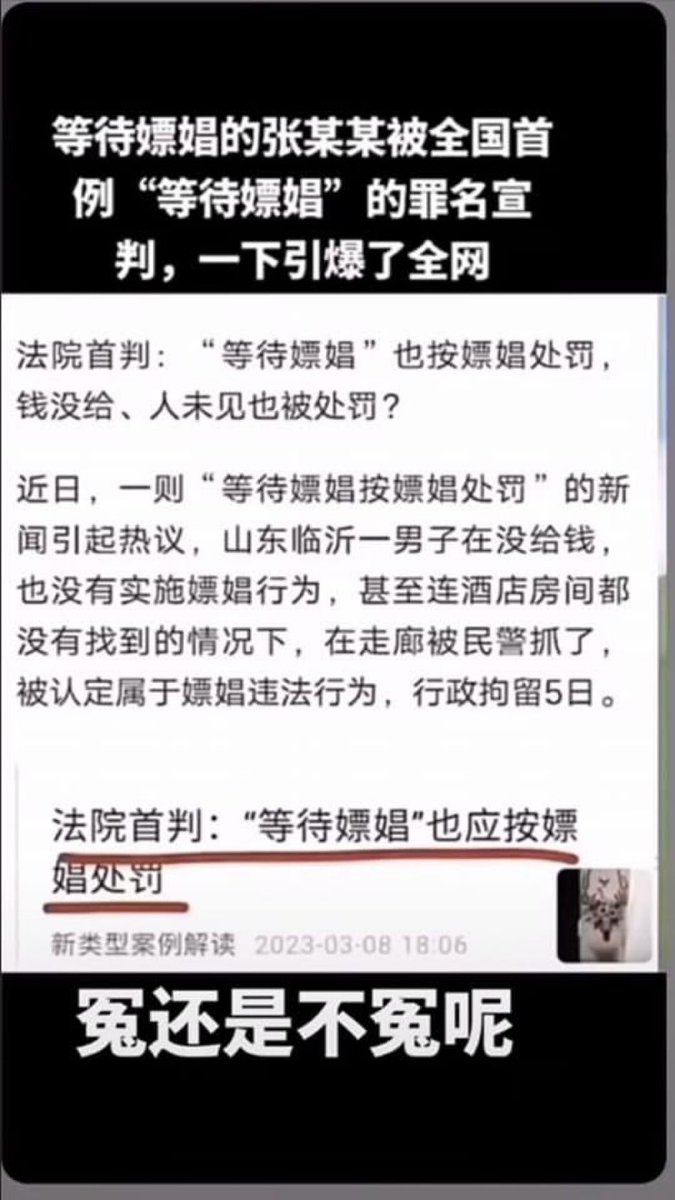 等待嫖娼的张某某被全国首
例“等待嫖娼”的罪名宣
判，一下引爆了全网
法院首判：“等待嫖娼”也按嫖娼处罚，
钱没给、人未见也被处罚？
近日，一则“等待嫖娼按嫖娼处罚”的新
闻引起热议，山东临沂一男子在没给钱，
也没有实施嫖娼行为，甚至连酒店房间都
没有找到的情况下，在走廊被民警抓了，
被认定属于嫖娼违法行为，行政拘留5日。
法院首判：“等待嫖娼”也应按嫖
娼处罚
新类型案例解读 2023-03-08 18:06
冤还是不冤呢